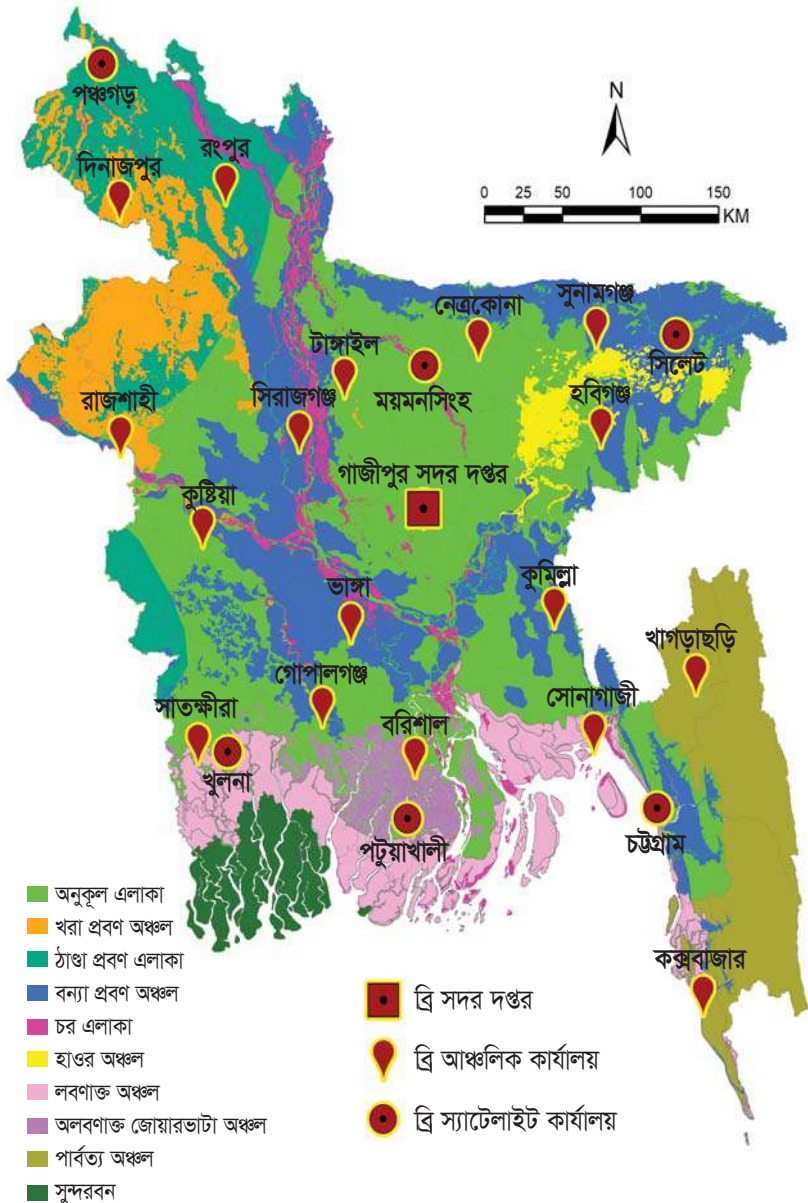 পঞ্চগড়
দিনাজপুর
রংপুর
N
0 25 50 100 150
KM
নেত্রকোনা
সুনামগঞ্জ
টাঙ্গাইল
সিলেট
রাজশাহী
সিরাজগঞ্জ
ময়মনসিংহ
হবিগঞ্জ
গাজীপুর সদর দপ্তর
কুষ্টিয়া
ভাঙ্গা
কুমিল্লা
খাগড়াছড়ি
গোপালগঞ্জ
সাতক্ষীরা
বরিশাল
সোনাগাজী
খুলনা
পটুয়াখালী
চট্টগ্রাম
কক্সবাজার
অনুকূল এলাকা
খরা প্রবণ অঞ্চল
ঠাণ্ডা প্রবণ এলাকা
বন্যা প্রবণ অঞ্চল
চর এলাকা
হাওর অঞ্চল
লবণাক্ত অঞ্চল
অলবণাক্ত জোয়ারভাটা অঞ্চল
পার্বত্য অঞ্চল
সুন্দরবন
ব্রি সদর দপ্তর
ব্রি আঞ্চলিক কার্যালয়
ব্রি স্যাটেলাইট কার্যালয়